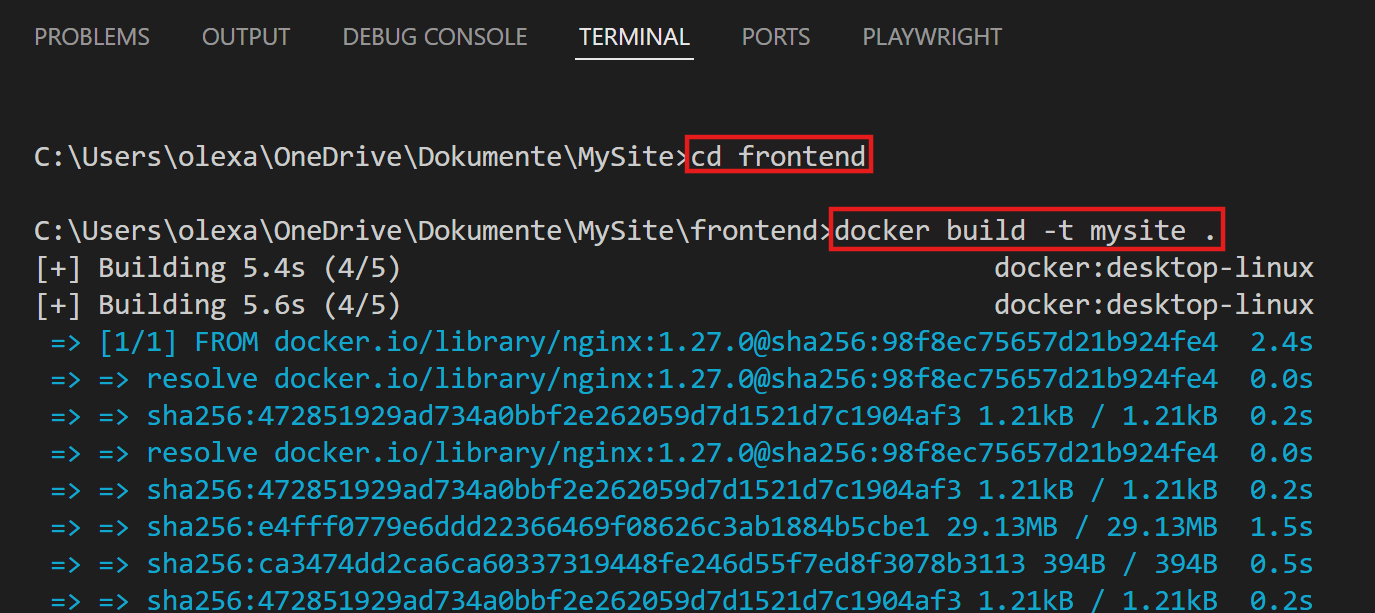 PROBLEMS OUTPUT DEBUG CONSOLE TERMINAL PORTS PLAYWRIGHT
C:\Users\olexa\OneDrive\Dokumente\MySite>cd frontend
C:\Users\olexa\OneDrive\Dokumente\MySite\frontend>docker build -t mysite .
[+] Building 5.4s (4/5) docker:desktop-linux
[+] Building 5.6s (4/5) docker:desktop-linux
=> [1/1] FROM docker.io/library/nginx:1.27.0@sha256:98f8ec75657d21b924fe4 2.4s
=> => resolve docker.io/library/nginx:1.27.0@sha256:98f8ec75657d21b924fe4 0.0s
=> => sha256:472851929ad734a0bbf2e262059d7d1521d7c1904af3 1.21kB / 1.21kB 0.2s
=> => resolve docker.io/library/nginx:1.27.0@sha256:98f8ec75657d21b924fe4 0.0s
=> => sha256:472851929ad734a0bbf2e262059d7d1521d7c1904af3 1.21kB / 1.21kB 0.2s
=> => sha256:e4fff0779e6ddd22366469f08626c3ab1884b5cbe1 29.13MB / 29.13MB 1.5s
=> => sha256:ca3474dd2ca6ca60337319448fe246d55f7ed8f3078b3113 394B / 394B 0.5s
=> => sha256:472851929ad734a0bbf2e262059d7d1521d7c1904af3 1.21kB / 1.21kB 0.2s